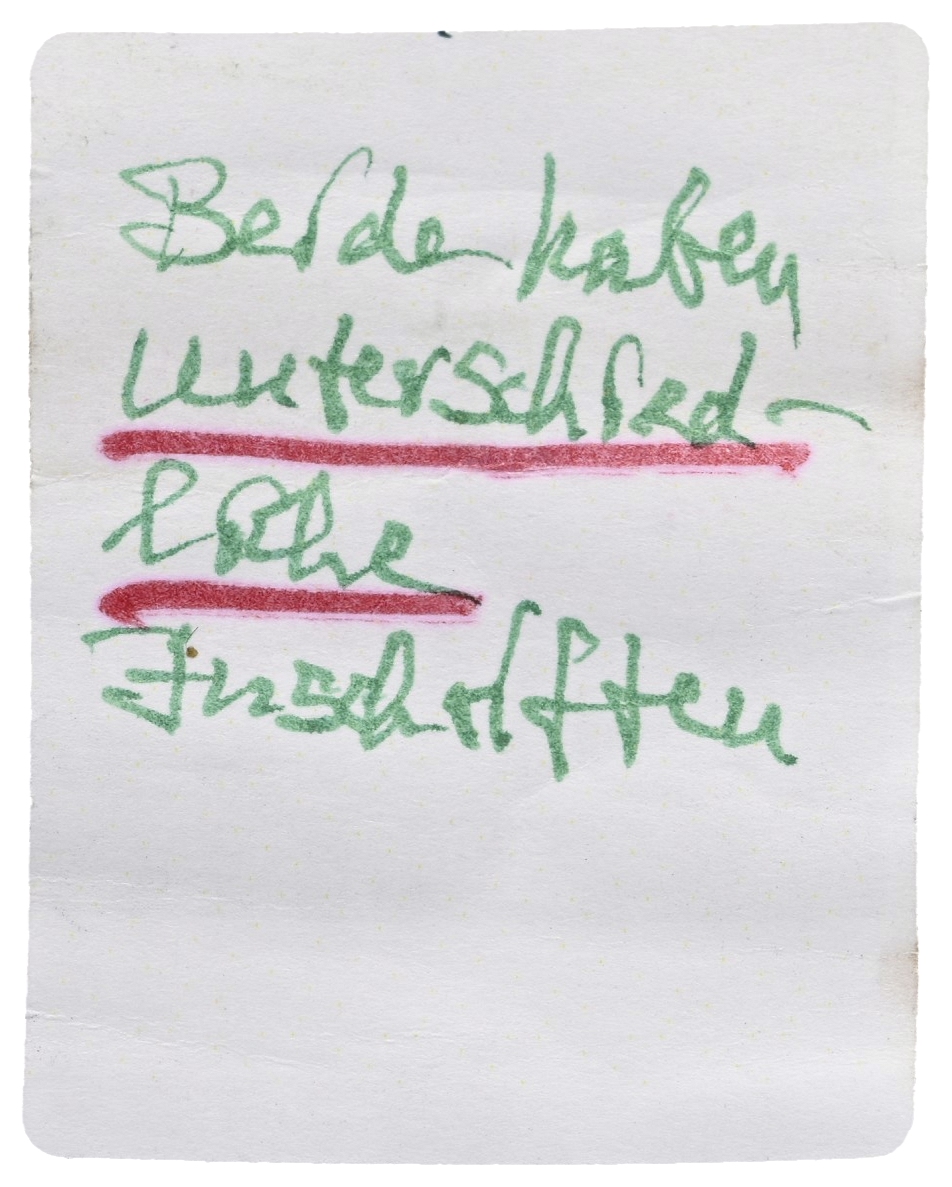 Beide haben
unterschied-
liche
Inschriften